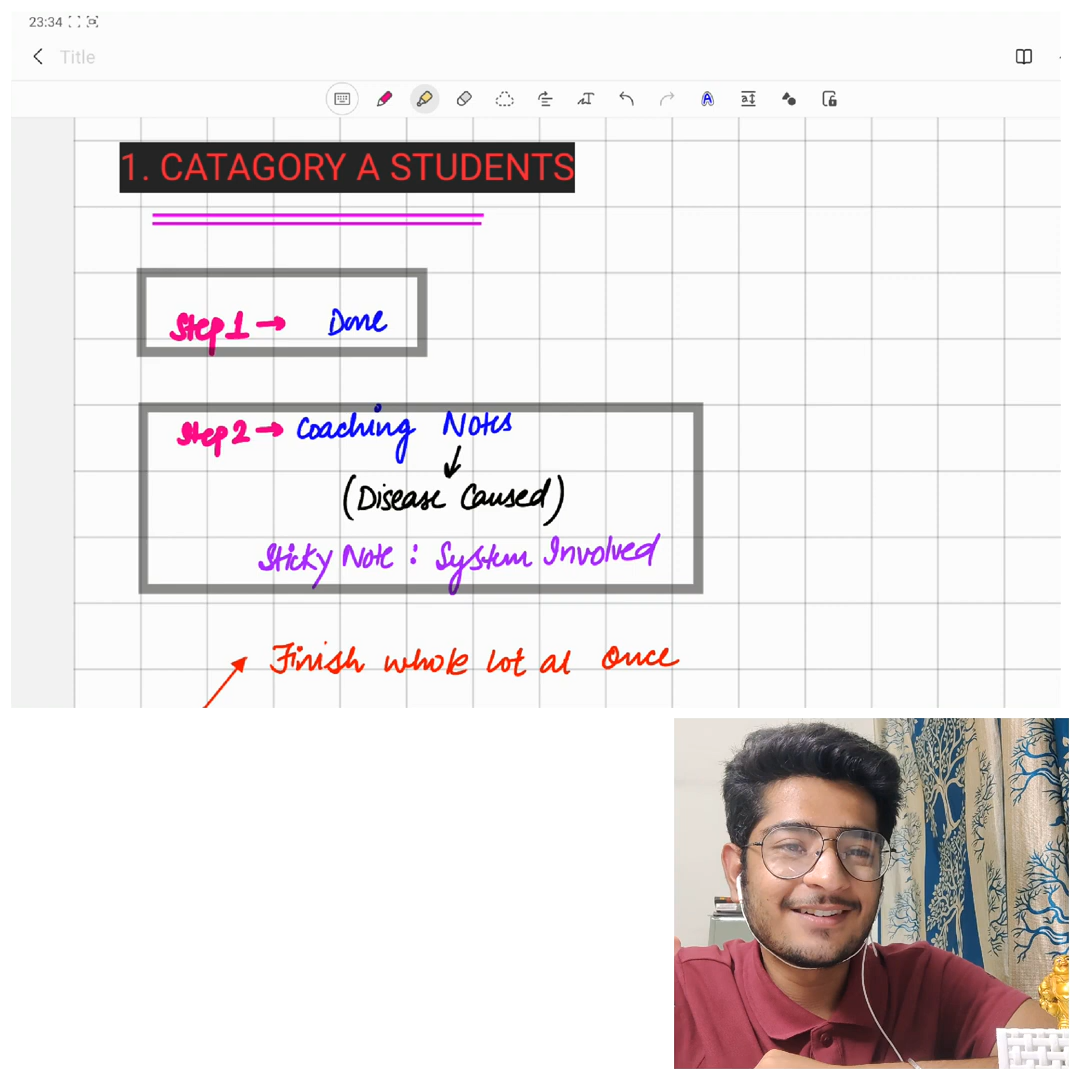 23:34
Title
1. CATAGORY A STUDENTS
Step 1 → Done
Step 2 → Coaching Notes
↓
(Disease Caused)
Sticky Note : System Involved
Finish whole lot at once